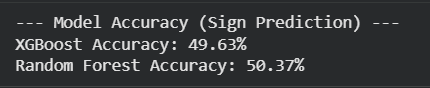 --- Model Accuracy (Sign Prediction) ---
XGBoost Accuracy: 49.63%
Random Forest Accuracy: 50.37%